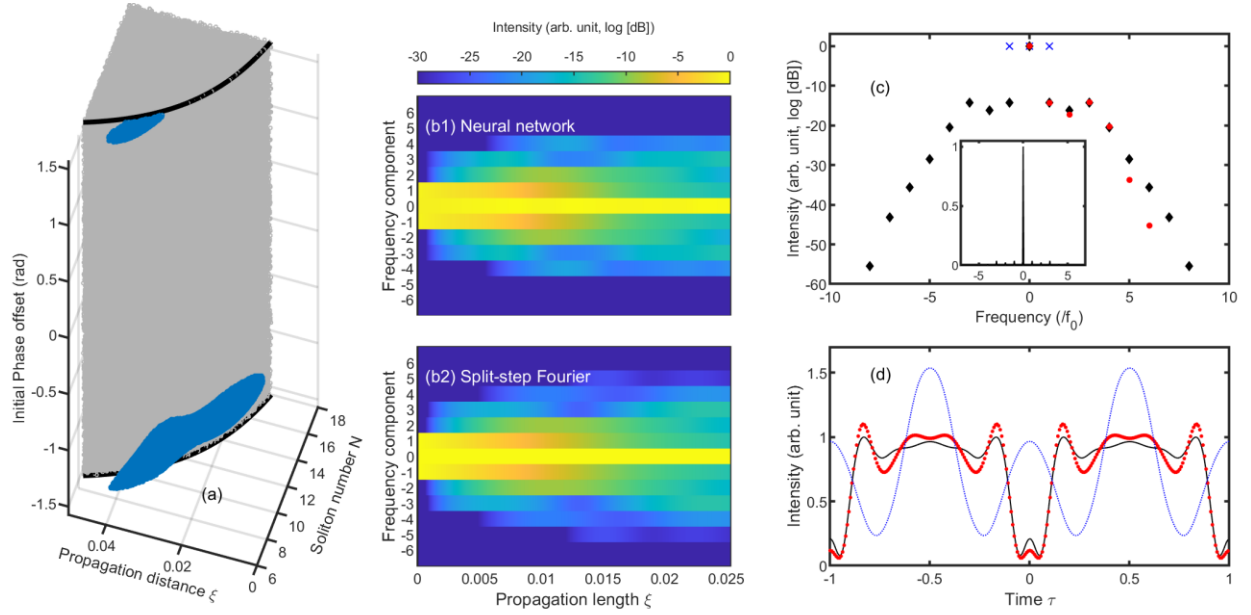 1.5
1
0.5
0
-0.5
-1
-1.5
Initial Phase offset (rad)
(a)
0.04
0.02
0
Propagation distance ξ
18
16
14
12
10
8
6
Soliton number N
Intensity (arb. unit, log [dB])
-30 -25 -20 -15 -10 -5 0
(b1) Neural network
6
5
4
3
2
1
0
-1
-2
-3
-4
-5
-6
Frequency component
(b2) Split-step Fourier
6
5
4
3
2
1
0
-1
-2
-3
-4
-5
-6
Frequency component
0 0.005 0.01 0.015 0.02 0.025
Propagation length ξ
(c)
0
-10
-20
-30
-40
-50
-60
Intensity (arb. unit, log [dB])
1
0.5
0
-5 0 5
-10 -5 0 5 10
Frequency (/f0)
(d)
1.5
1
0.5
0
Intensity (arb. unit)
-1 -0.5 0 0.5 1
Time τ